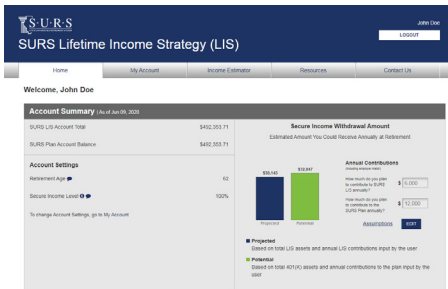 S·U·R·S
John Doe
SURS Lifetime Income Strategy (LIS)
LOGOUT
Home My Account Income Estimator Resources Contact Us
Welcome, John Doe
Account Summary | As of Jun 09, 2020
SURS LIS Account Total $492,353.71
SURS Plan Account Balance $492,353.71
Account Settings
Retirement Age 62
Secure Income Level 100%
To change Account Settings, go to My Account
Secure Income Withdrawal Amount
Estimated Amount You Could Receive Annually at Retirement
Projected Potential
Annual Contributions
How much do you plan
to contribute to SURS
LIS annually?
$ 6,000
How much do you plan
to contribute to the
SURS Plan annually?
$ 12,000
Assumptions EDIT
Projected
Based on total LIS assets and annual LIS contributions input by the user
Potential
Based on total 401(K) assets and annual contributions to the plan input by the
user